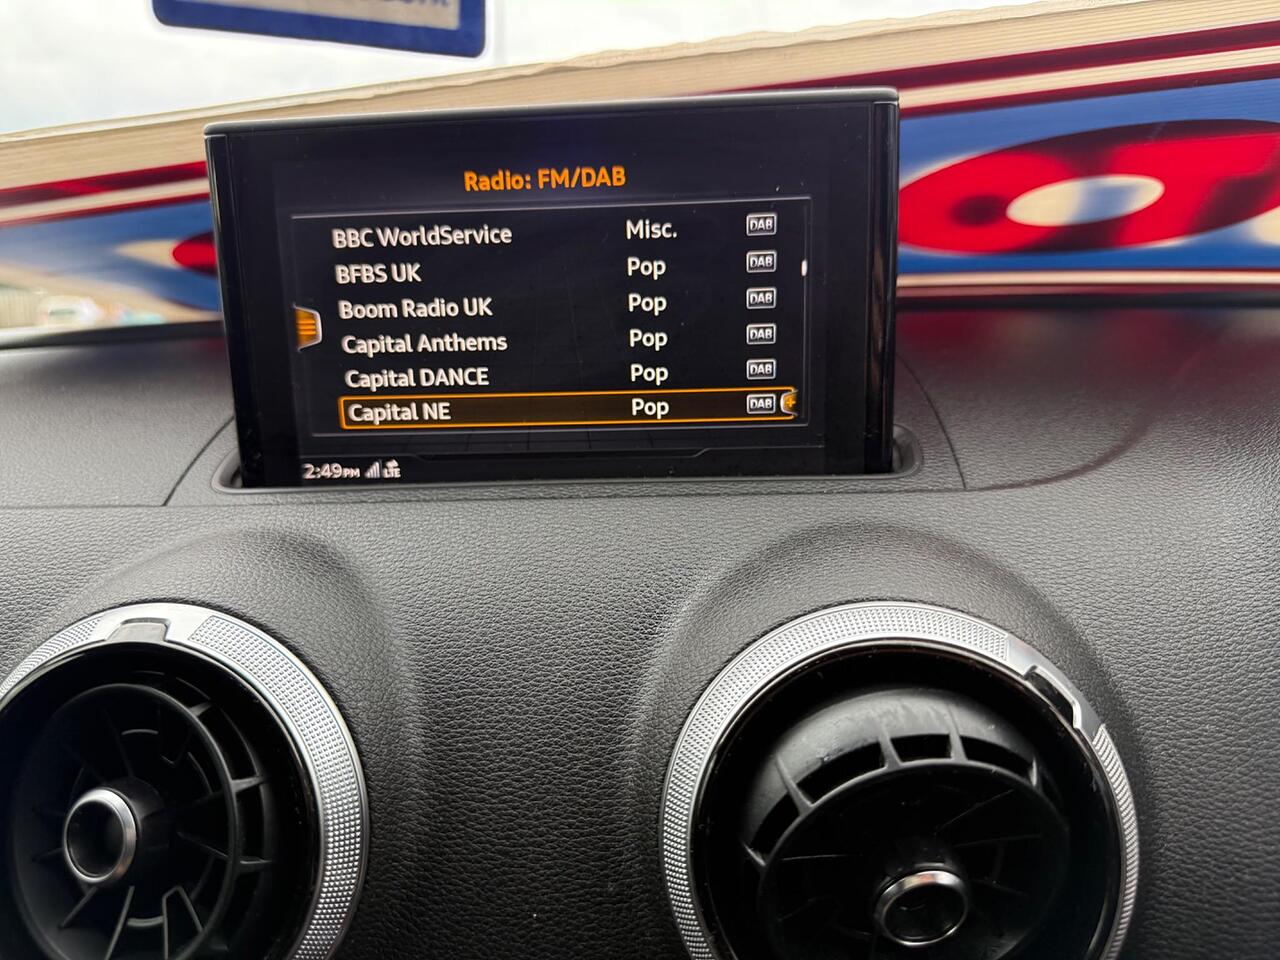 Radio: FM/DAB
BBC WorldService Misc. DAB
BFBS UK Pop DAB
Boom Radio UK Pop DAB
Capital Anthems Pop DAB
Capital DANCE Pop DAB
Capital NE Pop DAB +
2:49PM LTE